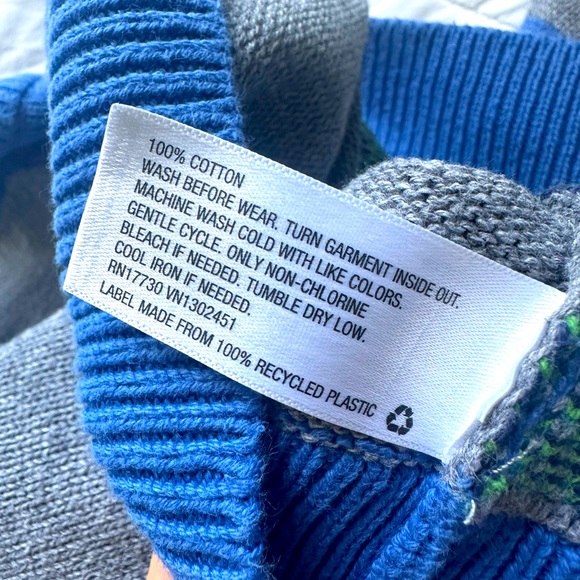 100% COTTON
WASH BEFORE WEAR. TURN GARMENT INSIDE OUT.
MACHINE WASH COLD WITH LIKE COLORS.
GENTLE CYCLE. ONLY NON-CHLORINE
BLEACH IF NEEDED. TUMBLE DRY LOW.
COOL IRON IF NEEDED.
RN17730 VN1302451
LABEL MADE FROM 100% RECYCLED PLASTIC